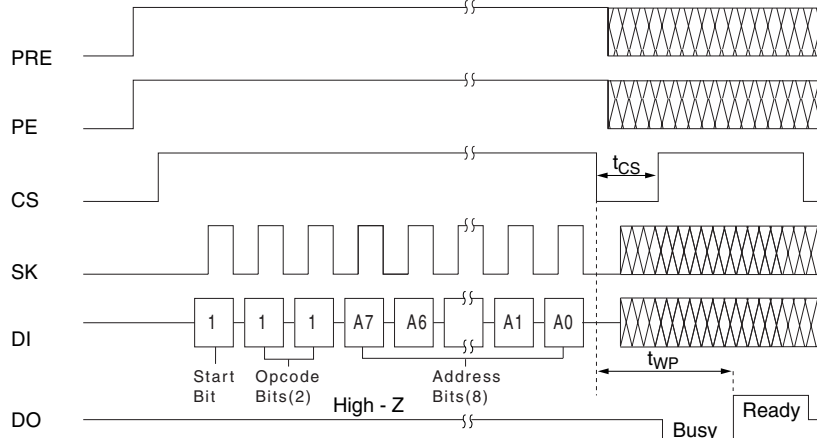 PRE
PE
CS
tCS
SK
DI
1 1 1 A7 A6 A1 A0
Start Bit
Opcode Bits(2)
Address Bits(8)
tWP
DO
High - Z
Busy
Ready